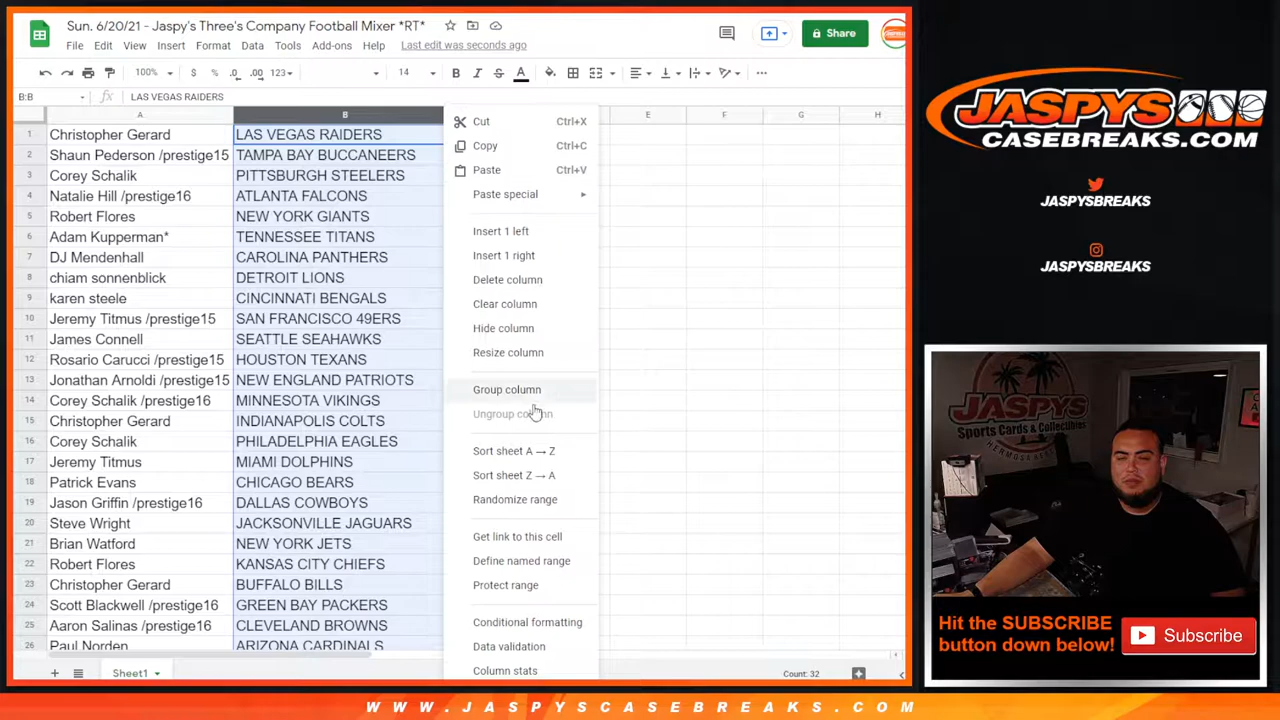 Sun. 6/20/21 - Jaspy's Three's Company Football Mixer *RT*
File Edit View Insert Format Data Tools Add-ons Help Last edit was seconds ago
Share
100% $ % .0 .00 123 14 B I S A
B:B fx LAS VEGAS RAIDERS
A B E F G H
1 Christopher Gerard LAS VEGAS RAIDERS
2 Shaun Pederson /prestige15 TAMPA BAY BUCCANEERS
3 Corey Schalik PITTSBURGH STEELERS
4 Natalie Hill /prestige16 ATLANTA FALCONS
5 Robert Flores NEW YORK GIANTS
6 Adam Kupperman* TENNESSEE TITANS
7 DJ Mendenhall CAROLINA PANTHERS
8 chiam sonnenblick DETROIT LIONS
9 karen steele CINCINNATI BENGALS
10 Jeremy Titmus /prestige15 SAN FRANCISCO 49ERS
11 James Connell SEATTLE SEAHAWKS
12 Rosario Carucci /prestige15 HOUSTON TEXANS
13 Jonathan Arnoldi /prestige15 NEW ENGLAND PATRIOTS
14 Corey Schalik /prestige16 MINNESOTA VIKINGS
15 Christopher Gerard INDIANAPOLIS COLTS
16 Corey Schalik PHILADELPHIA EAGLES
17 Jeremy Titmus MIAMI DOLPHINS
18 Patrick Evans CHICAGO BEARS
19 Jason Griffin /prestige16 DALLAS COWBOYS
20 Steve Wright JACKSONVILLE JAGUARS
21 Brian Watford NEW YORK JETS
22 Robert Flores KANSAS CITY CHIEFS
23 Christopher Gerard BUFFALO BILLS
24 Scott Blackwell /prestige16 GREEN BAY PACKERS
25 Aaron Salinas /prestige16 CLEVELAND BROWNS
26 Paul Norden ARIZONA CARDINALS
Cut Ctrl+X
Copy Ctrl+C
Paste Ctrl+V
Paste special
Insert 1 left
Insert 1 right
Delete column
Clear column
Hide column
Resize column
Group column
Ungroup column
Sort sheet A → Z
Sort sheet Z → A
Randomize range
Get link to this cell
Define named range
Protect range
Conditional formatting
Data validation
Column stats
Sheet1
Count: 32
JASPYS
CASEBREAKS.COM
JASPYSBREAKS
JASPYSBREAKS
JASPYS
Sports Cards & Collectibles
Hit the SUBSCRIBE
button down below!
Subscribe
WWW.JASPYSCASEBREAKS.COM